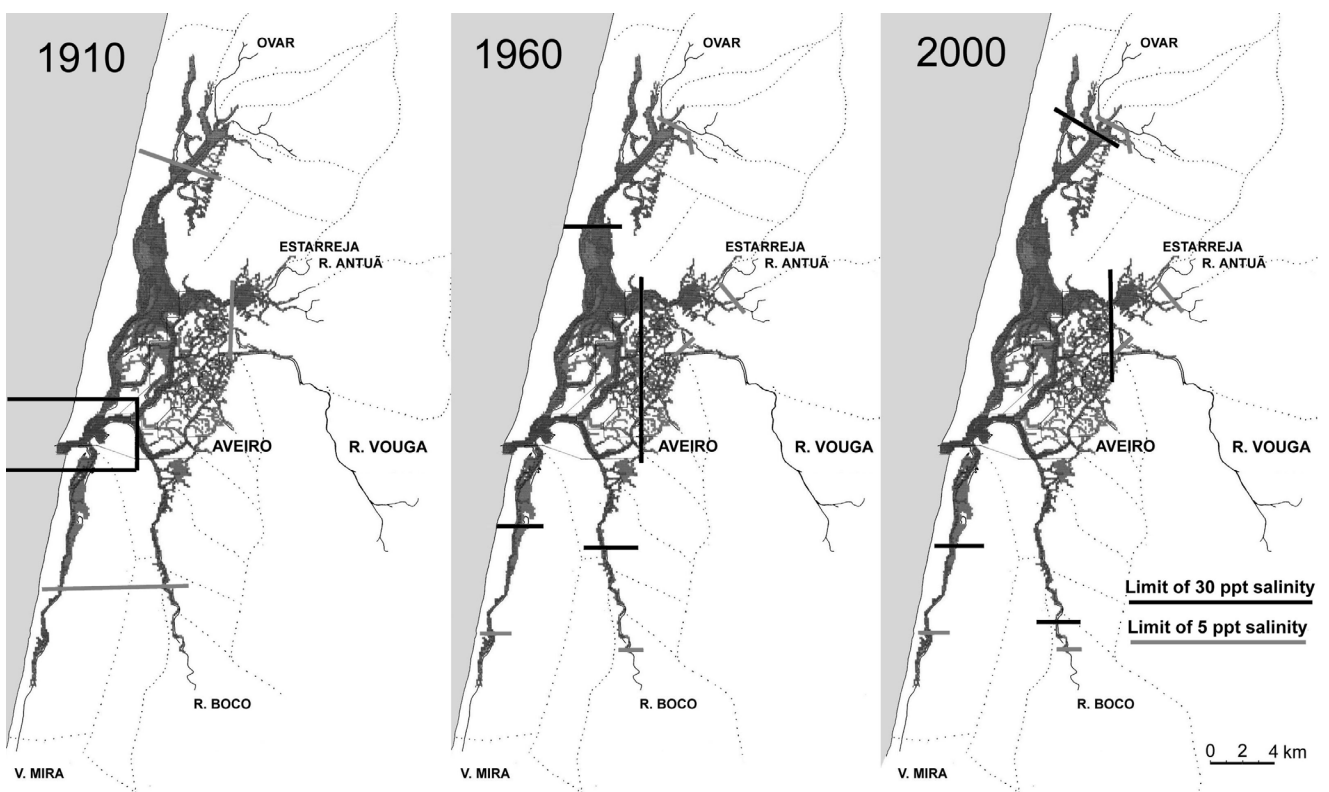 1910
OVAR
ESTARREJA
R. ANTUÃ
AVEIRO
R. VOUGA
R. BOCO
V. MIRA
1960
OVAR
ESTARREJA
R. ANTUÃ
AVEIRO
R. VOUGA
R. BOCO
V. MIRA
2000
OVAR
ESTARREJA
R. ANTUÃ
AVEIRO
R. VOUGA
Limit of 30 ppt salinity
Limit of 5 ppt salinity
R. BOCO
0 2 4 km
V. MIRA